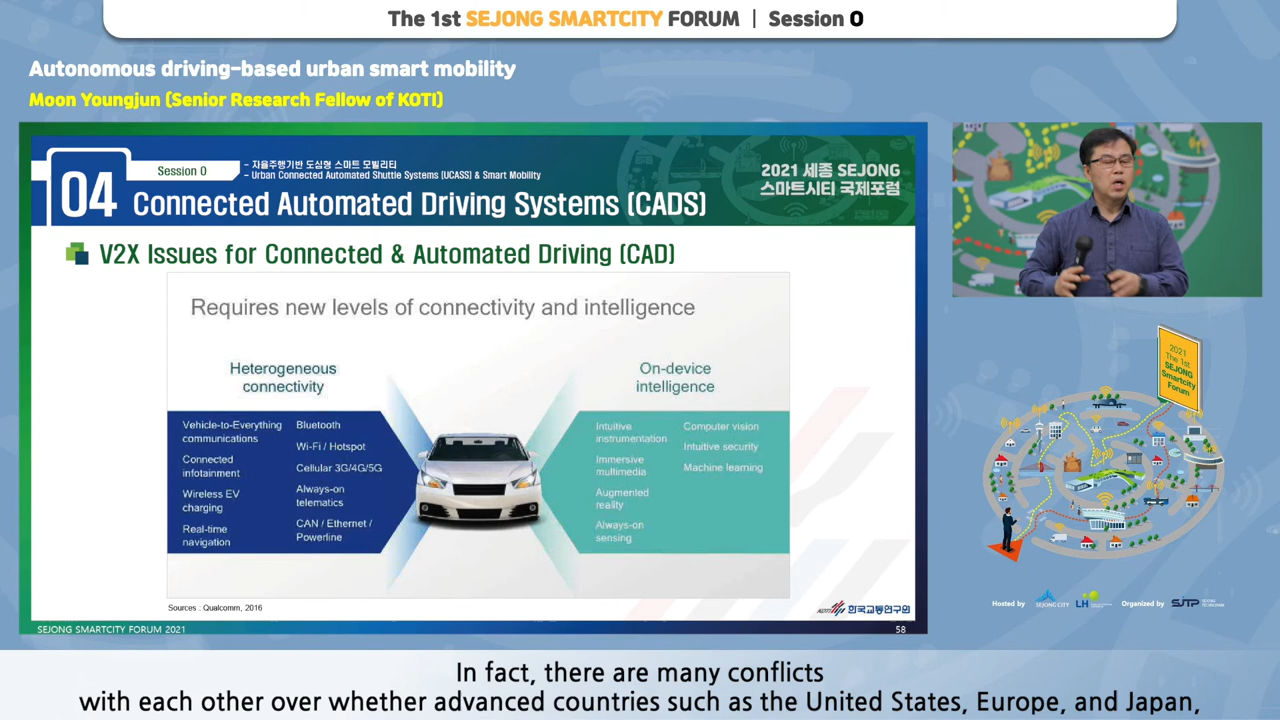 The 1st SEJONG SMARTCITY FORUM | Session 0
Autonomous driving-based urban smart mobility
Moon Youngjun (Senior Research Fellow of KOTI)
04
Session 0
- 자율주행기반 도심형 스마트 모빌리티
- Urban Connected Automated Shuttle Systems (UCASS) & Smart Mobility
Connected Automated Driving Systems (CADS)
2021 세종 SEJONG
스마트시티 국제포럼
V2X Issues for Connected & Automated Driving (CAD)
Requires new levels of connectivity and intelligence
Heterogeneous
connectivity
Vehicle-to-Everything
communications
Connected
infotainment
Wireless EV
charging
Real-time
navigation
Bluetooth
Wi-Fi / Hotspot
Cellular 3G/4G/5G
Always-on
telematics
CAN / Ethernet /
Powerline
On-device
intelligence
Intuitive
instrumentation
Immersive
multimedia
Augmented
reality
Always-on
sensing
Computer vision
Intuitive security
Machine learning
Sources : Qualcomm, 2016
KOTI 한국교통연구원
SEJONG SMARTCITY FORUM 2021
58
2021
The 1st
SEJONG
Smartcity
Forum
Hosted by
SEJONG CITY
LH
Organized by
SJTP
In fact, there are many conflicts
with each other over whether advanced countries such as the United States, Europe, and Japan,